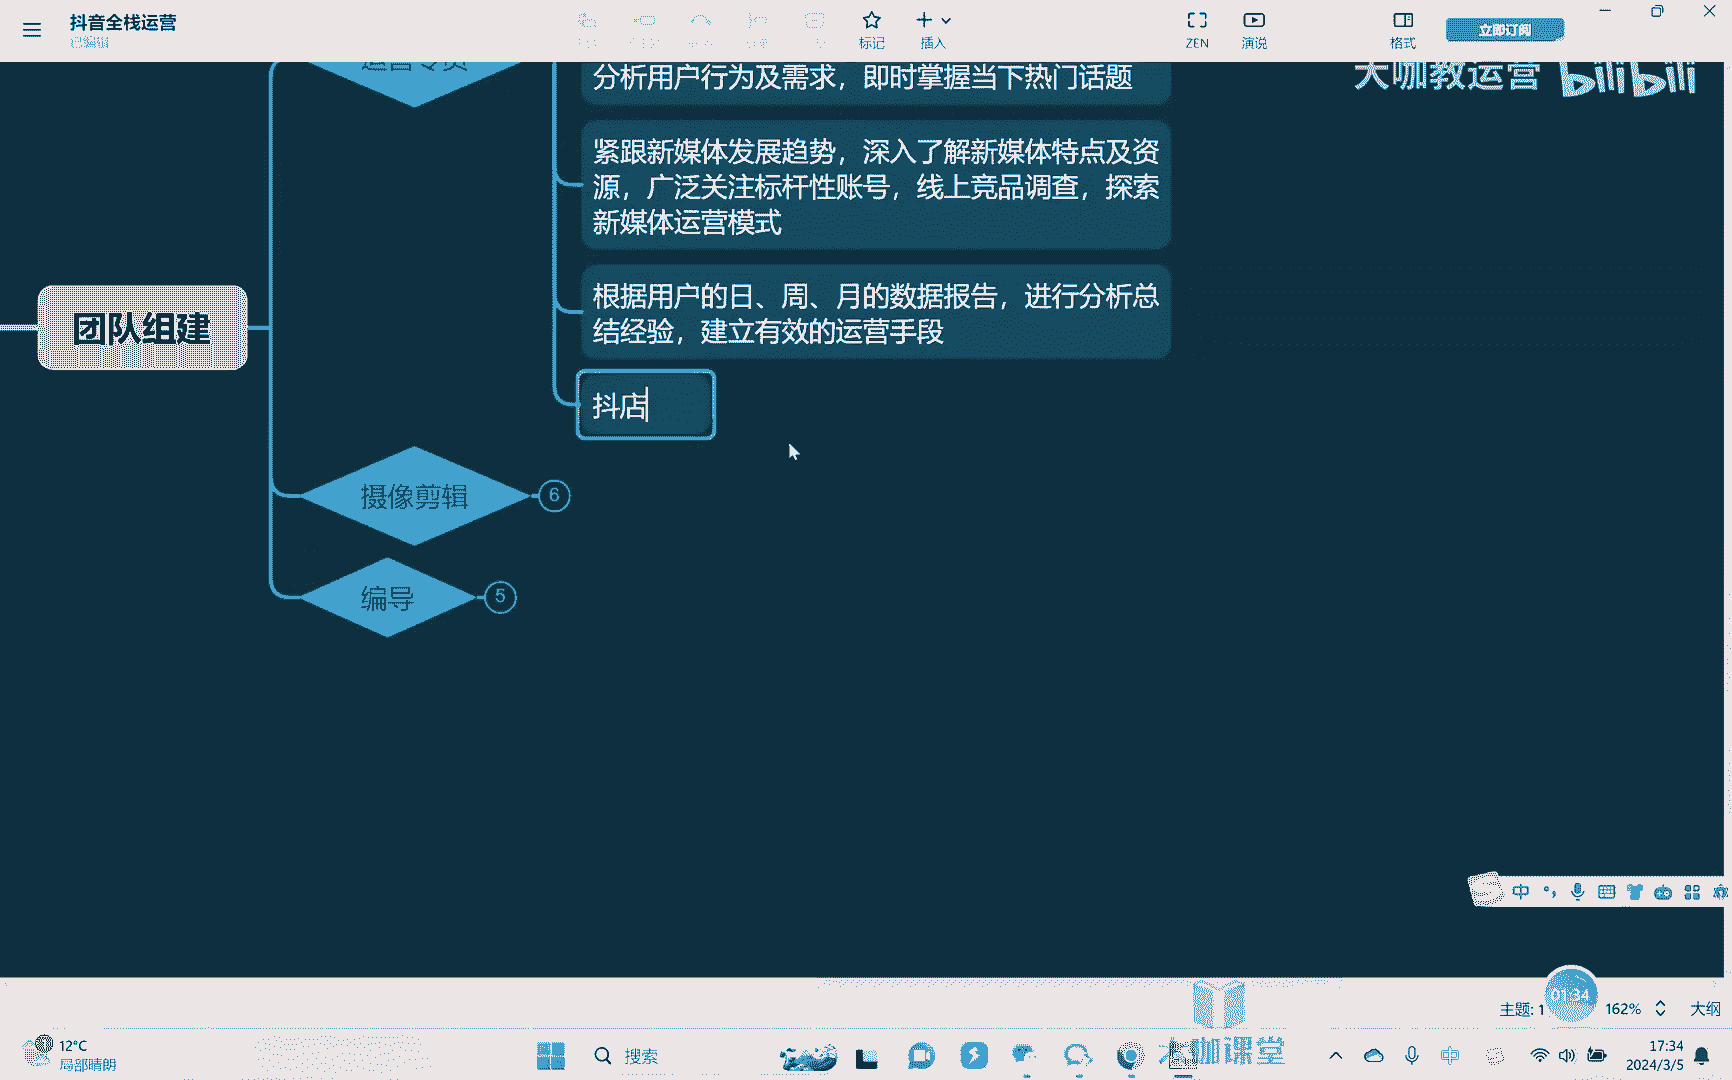 抖音全栈运营
已编辑
标记
插入
ZEN
演说
格式
立即订阅
大咖教运营 bilibili
运营专员
分析用户行为及需求，即时掌握当下热门话题
紧跟新媒体发展趋势，深入了解新媒体特点及资
源，广泛关注标杆性账号，线上竞品调查，探索
新媒体运营模式
团队组建
根据用户的日、周、月的数据报告，进行分析总
结经验，建立有效的运营手段
抖店
摄像剪辑
6
编导
5
中
主题: 1
01:34
162%
大纲
12°C
局部晴朗
搜索
大咖课堂
中
17:34
2024/3/5